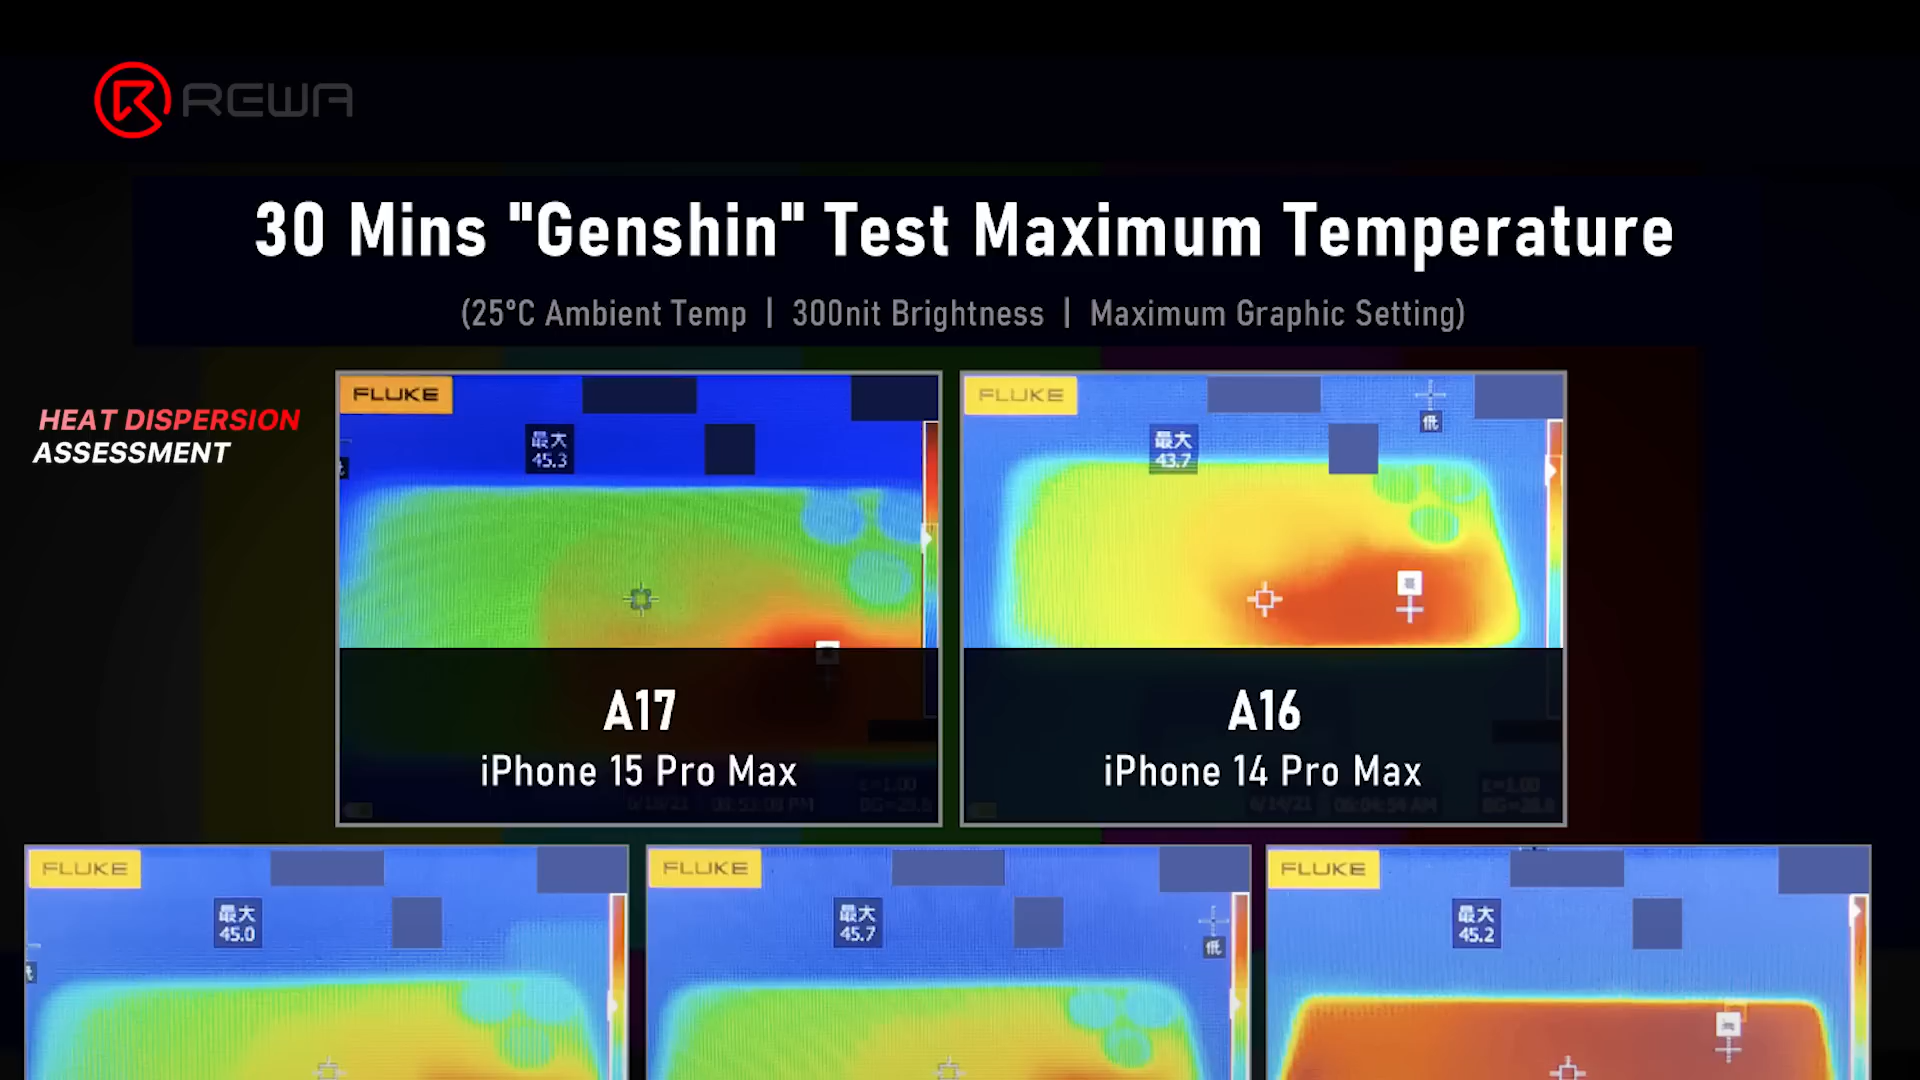 REWA
30 Mins "Genshin" Test Maximum Temperature
(25°C Ambient Temp | 300nit Brightness | Maximum Graphic Setting)
HEAT DISPERSION
ASSESSMENT
FLUKE
最大
45.3
A17
iPhone 15 Pro Max
FLUKE
最大
43.7
低
A16
iPhone 14 Pro Max
FLUKE
最大
45.0
FLUKE
最大
45.7
低
FLUKE
最大
45.2